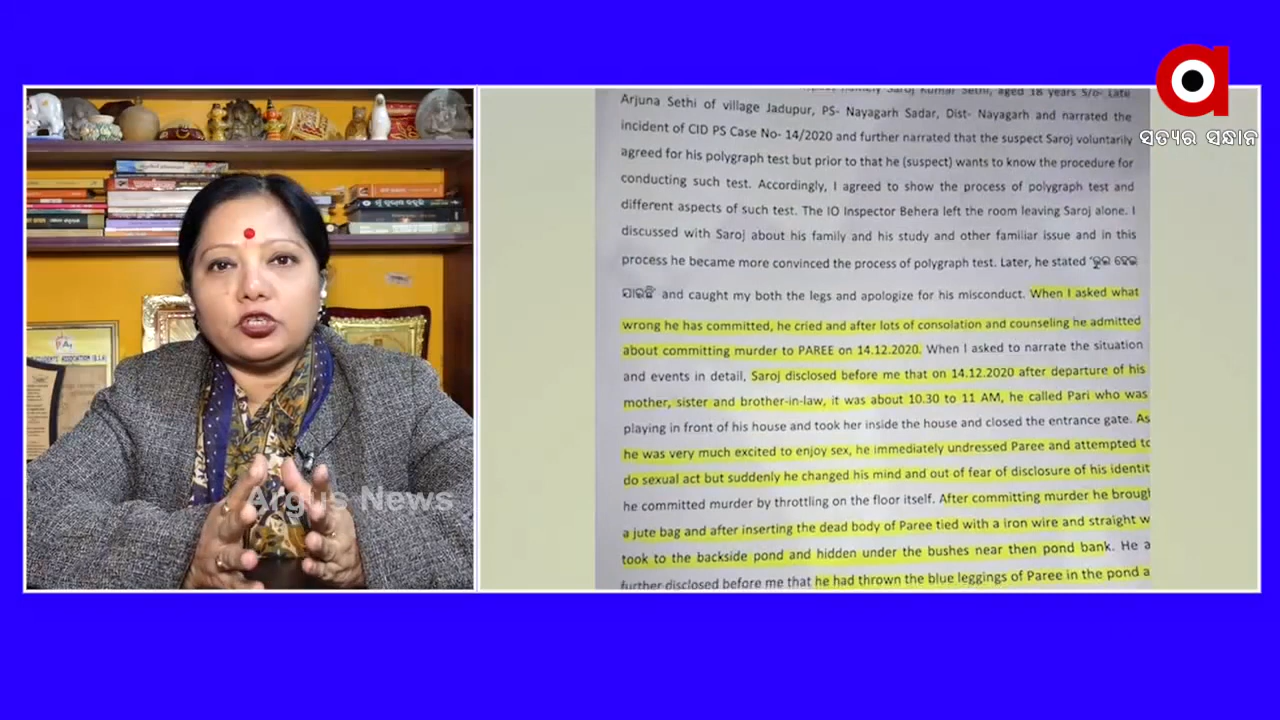 ସତ୍ୟର ସନ୍ଧାନ
namely Saroj Kumar Sethi, aged 18 years S/o- Late
Arjuna Sethi of village Jadupur, PS- Nayagarh Sadar, Dist- Nayagarh and narrated the
incident of CID PS Case No- 14/2020 and further narrated that the suspect Saroj voluntarily
agreed for his polygraph test but prior to that he (suspect) wants to know the procedure for
conducting such test. Accordingly, I agreed to show the process of polygraph test and
different aspects of such test. The IO Inspector Behera left the room leaving Saroj alone. I
discussed with Saroj about his family and his study and other familiar issue and in this
process he became more convinced the process of polygraph test. Later, he stated 'ଭୁଲ ହେଇ
ଯାଇଛି' and caught my both the legs and apologize for his misconduct. When I asked what
wrong he has committed, he cried and after lots of consolation and counseling he admitted
about committing murder to PAREE on 14.12.2020. When I asked to narrate the situation
and events in detail, Saroj disclosed before me that on 14.12.2020 after departure of his
mother, sister and brother-in-law, it was about 10.30 to 11 AM, he called Pari who was
playing in front of his house and took her inside the house and closed the entrance gate. As
he was very much excited to enjoy sex, he immediately undressed Paree and attempted to
do sexual act but suddenly he changed his mind and out of fear of disclosure of his identit
he committed murder by throttling on the floor itself. After committing murder he brough
a jute bag and after inserting the dead body of Paree tied with a iron wire and straight w
took to the backside pond and hidden under the bushes near then pond bank. He a
further disclosed before me that he had thrown the blue leggings of Paree in the pond a
Argus News